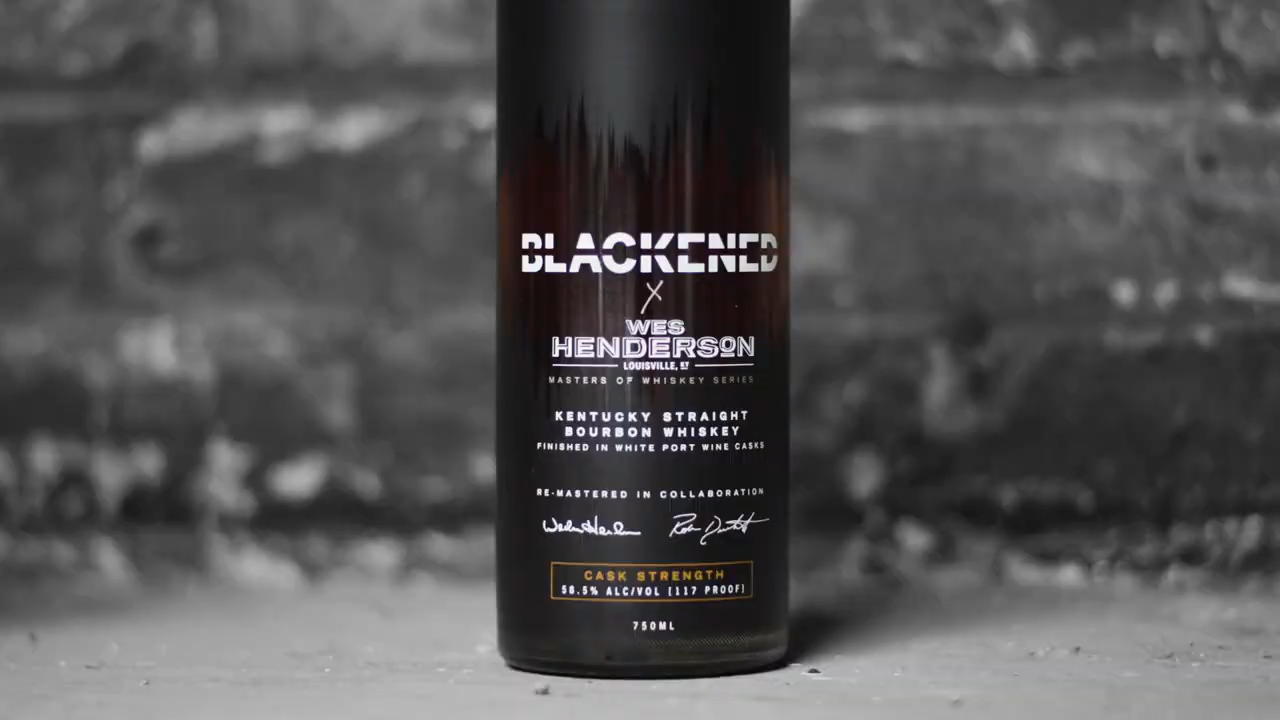 BLACKENED
X
WES
HENDERSON
LOUISVILLE, KY
MASTERS OF WHISKEY SERIES
KENTUCKY STRAIGHT
BOURBON WHISKEY
FINISHED IN WHITE PORT WINE CASKS
RE-MASTERED IN COLLABORATION
CASK STRENGTH
58.5% ALC/VOL [117 PROOF]
750ML